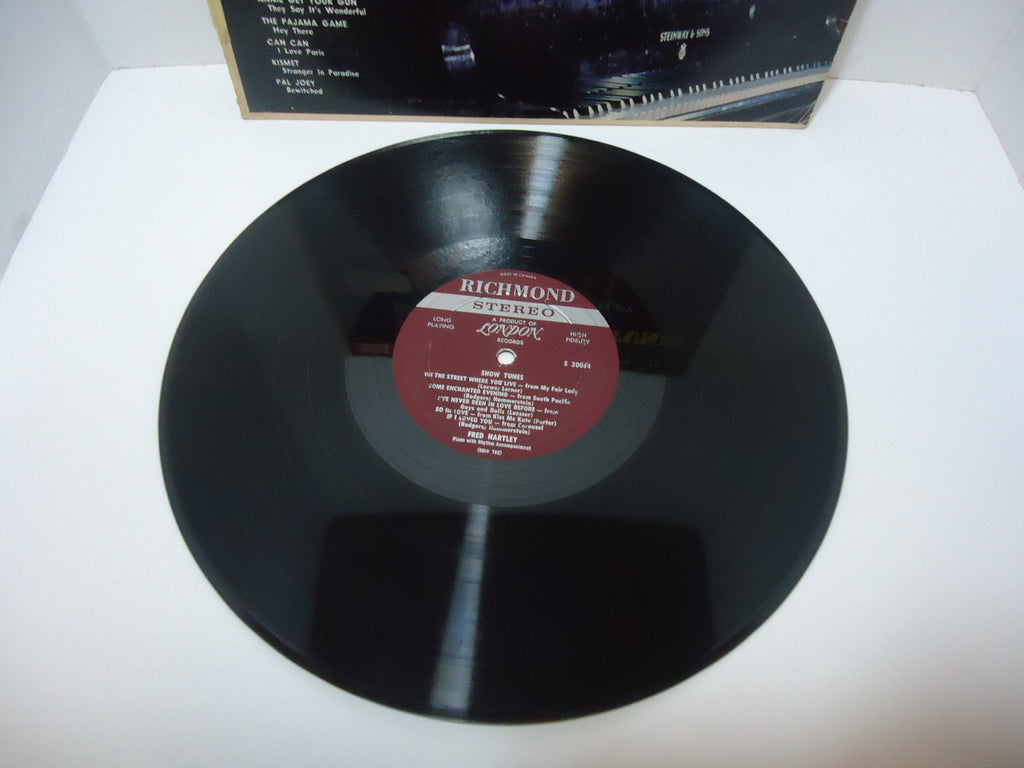 ANNIE GET YOUR GUN
They Say It's Wonderful
THE PAJAMA GAME
Hey There
CAN CAN
I Love Paris
KISMET
Stranger In Paradise
PAL JOEY
Bewitched
STEINWAY & SONS
MADE IN CANADA
RICHMOND
STEREO
LONG
PLAYING
A PRODUCT OF
LONDON
RECORDS
HIGH
FIDELITY
S 30044
SHOW TUNES
ON THE STREET WHERE YOU LIVE — from My Fair Lady
(Loewe; Lerner)
SOME ENCHANTED EVENING — from South Pacific
(Rodgers; Hammerstein)
I'VE NEVER BEEN IN LOVE BEFORE — from
Guys and Dolls (Loesser)
SO IN LOVE — from Kiss Me Kate (Porter)
IF I LOVED YOU — from Carousel
(Rodgers; Hammerstein)
FRED HARTLEY
Piano with Rhythm Accompaniment